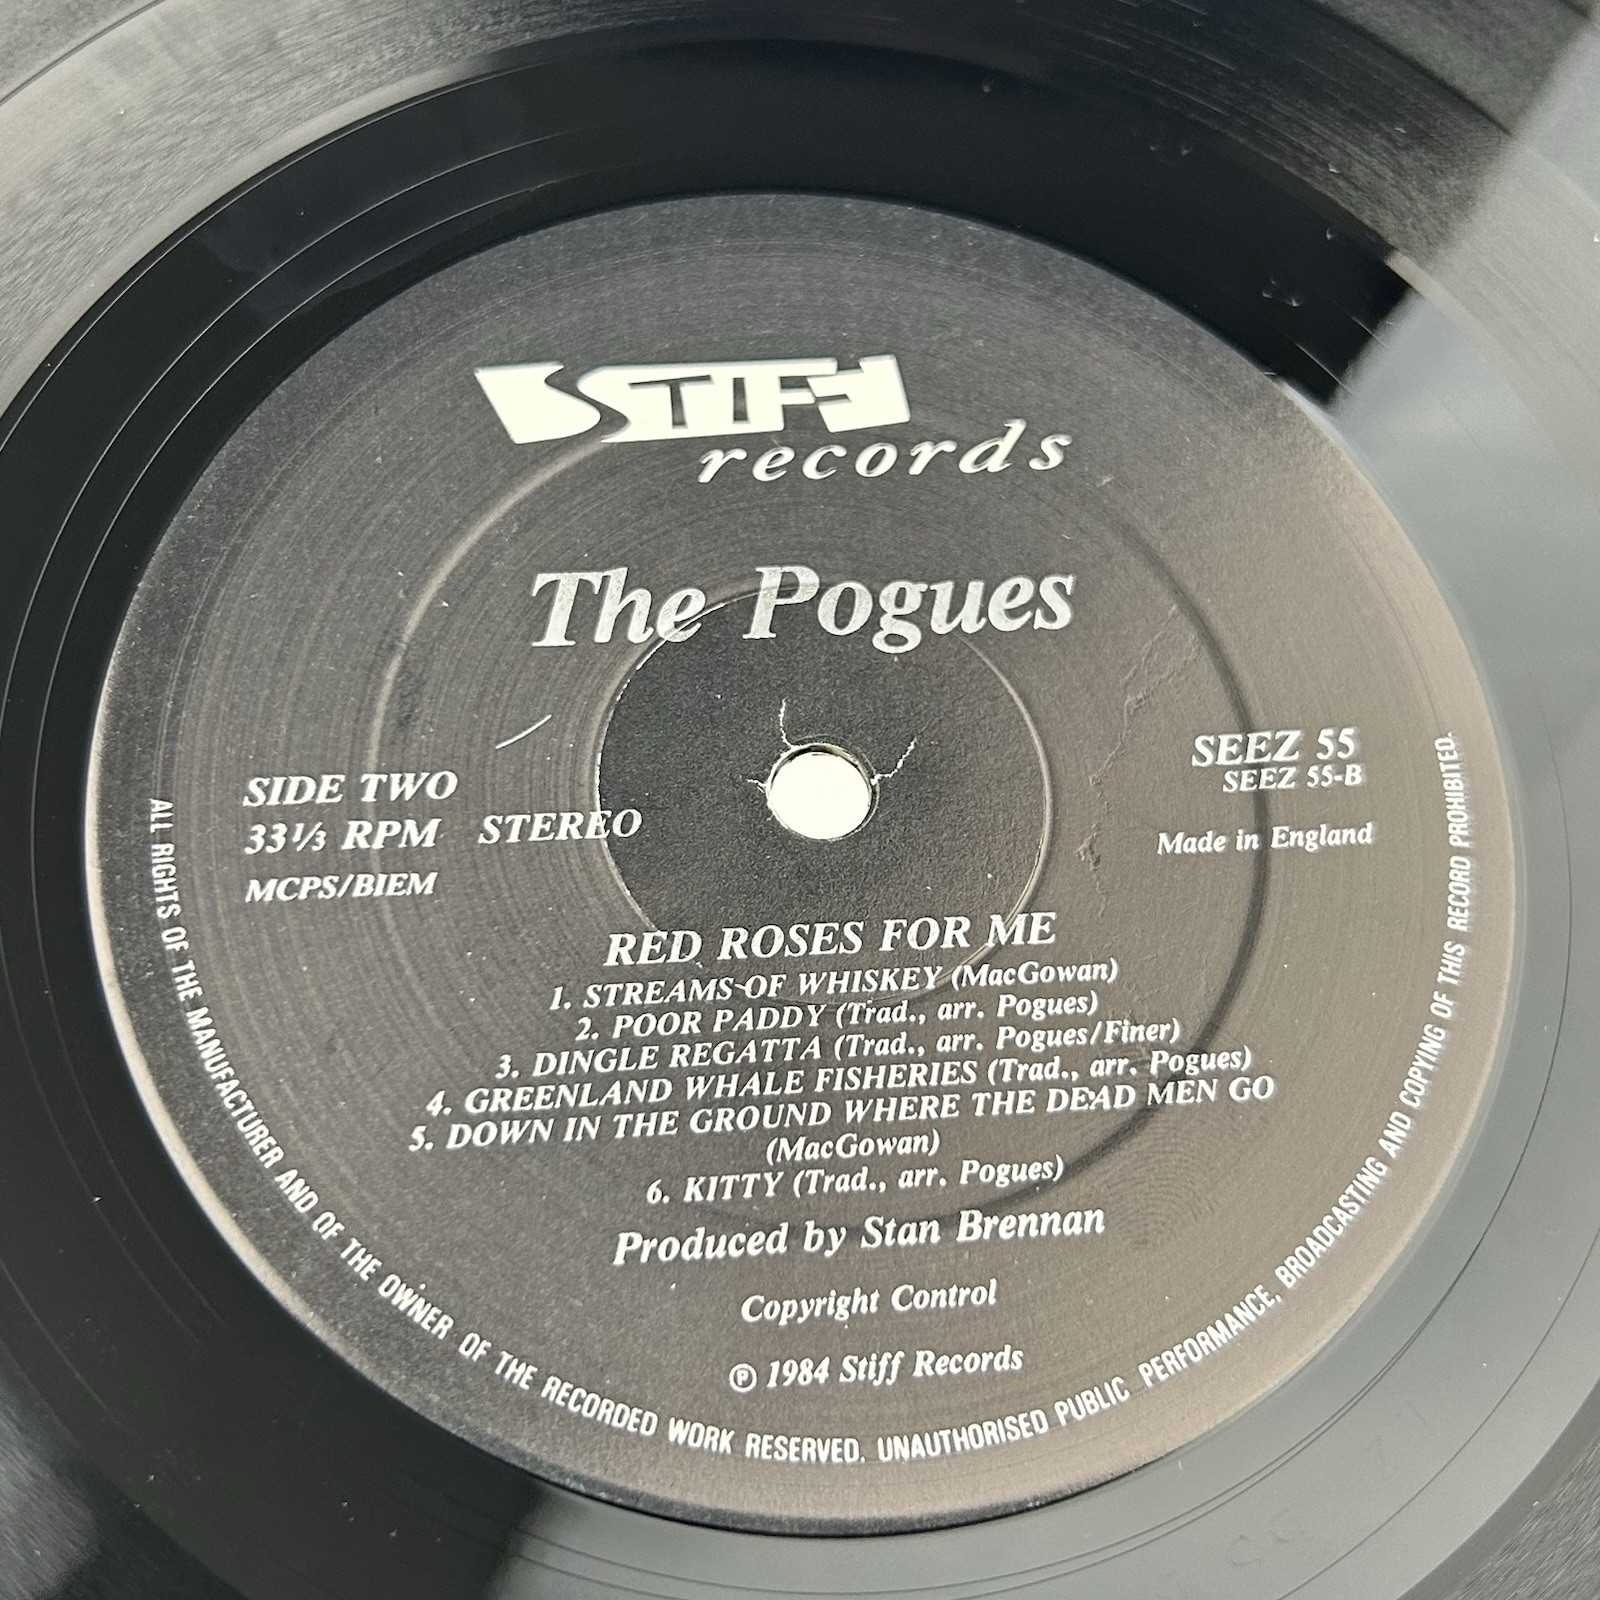 STIFF
records
The Pogues
SIDE TWO
33⅓ RPM STEREO
MCPS/BIEM
SEEZ 55
SEEZ 55-B
Made in England
RED ROSES FOR ME
1. STREAMS OF WHISKEY (MacGowan)
2. POOR PADDY (Trad., arr. Pogues)
3. DINGLE REGATTA (Trad., arr. Pogues/Finer)
4. GREENLAND WHALE FISHERIES (Trad., arr. Pogues)
5. DOWN IN THE GROUND WHERE THE DEAD MEN GO
(MacGowan)
6. KITTY (Trad., arr. Pogues)
Produced by Stan Brennan
Copyright Control
℗ 1984 Stiff Records
ALL RIGHTS OF THE MANUFACTURER AND OF THE OWNER OF THE RECORDED WORK RESERVED. UNAUTHORISED PUBLIC PERFORMANCE, BROADCASTING AND COPYING OF THIS RECORD PROHIBITED.